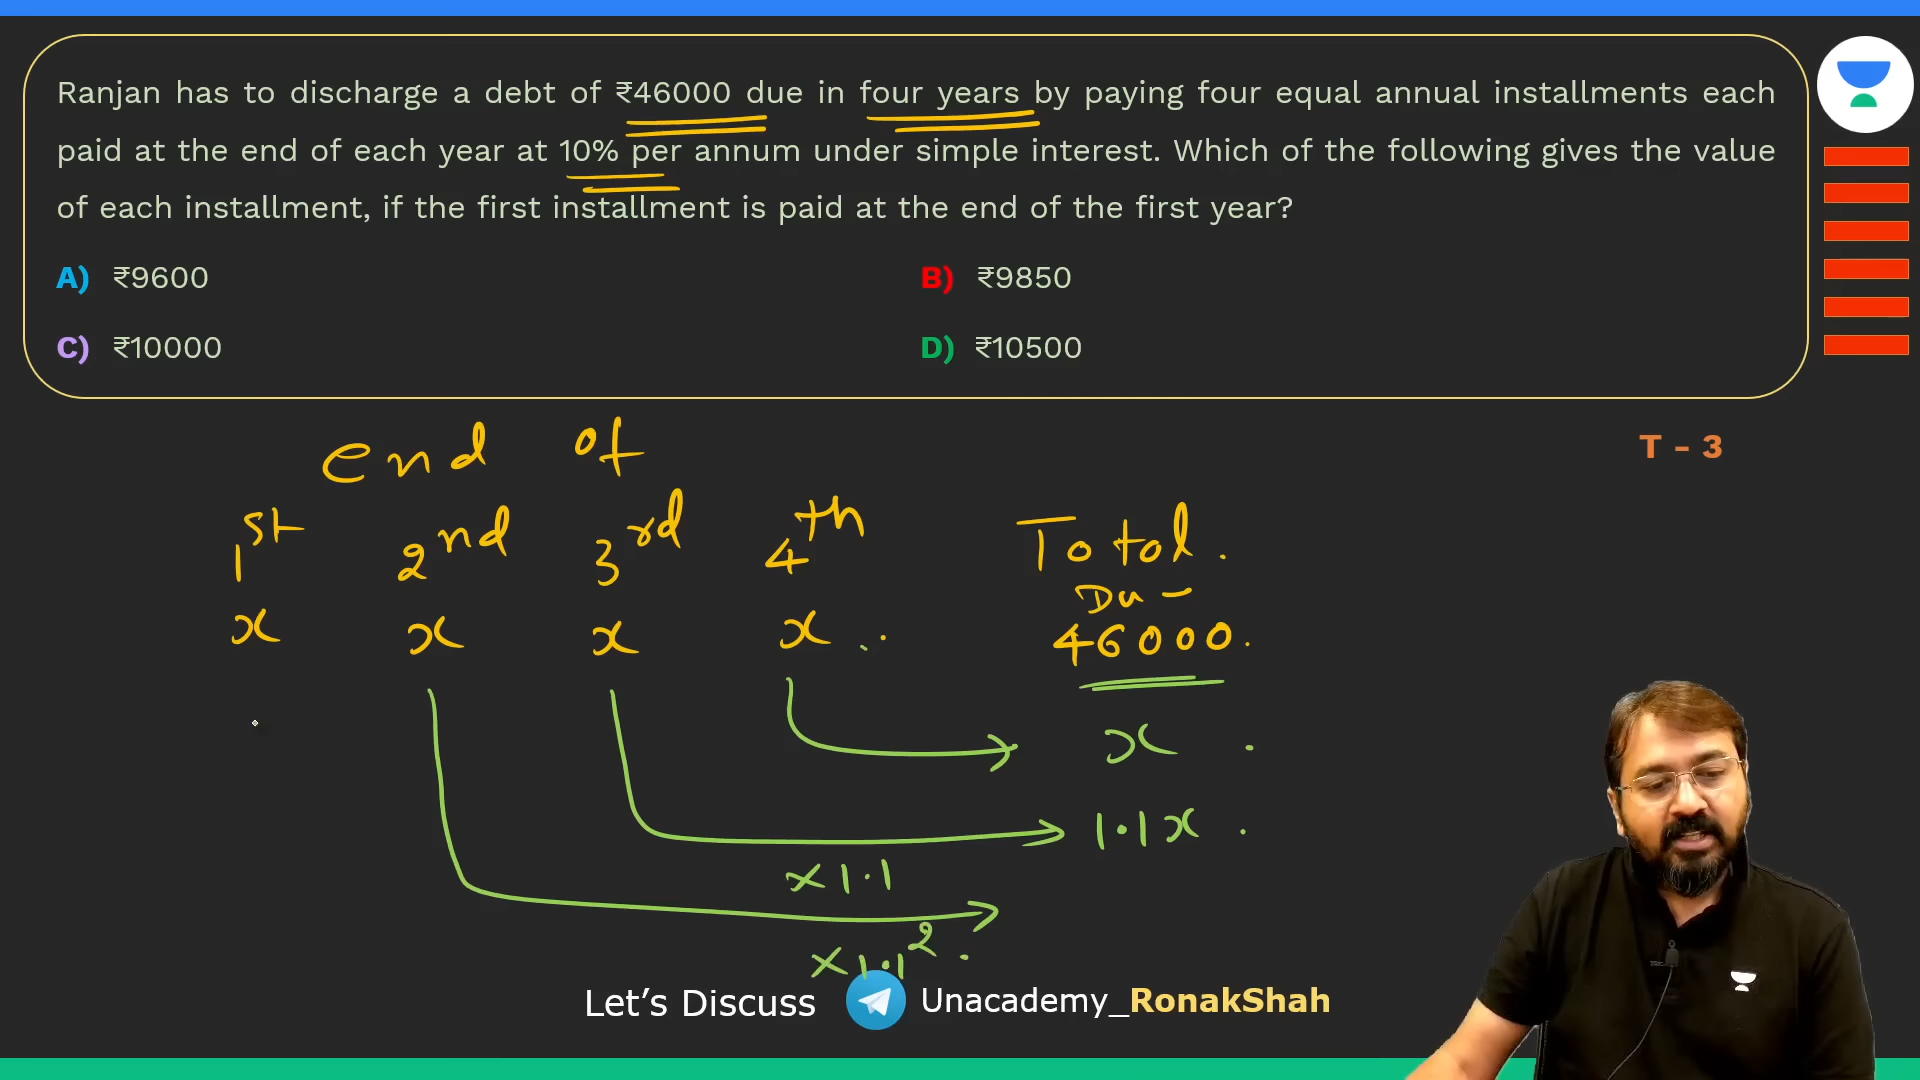 Ranjan has to discharge a debt of ₹46000 due in four years by paying four equal annual installments each
paid at the end of each year at 10% per annum under simple interest. Which of the following gives the value
of each installment, if the first installment is paid at the end of the first year?
A) ₹9600
B) ₹9850
C) ₹10000
D) ₹10500
T - 3
end of
1st 2nd 3rd 4th Total.
Du
x x x x 46000.
x
1.1x
x1.1
x1.1²
Let's Discuss Unacademy_RonakShah